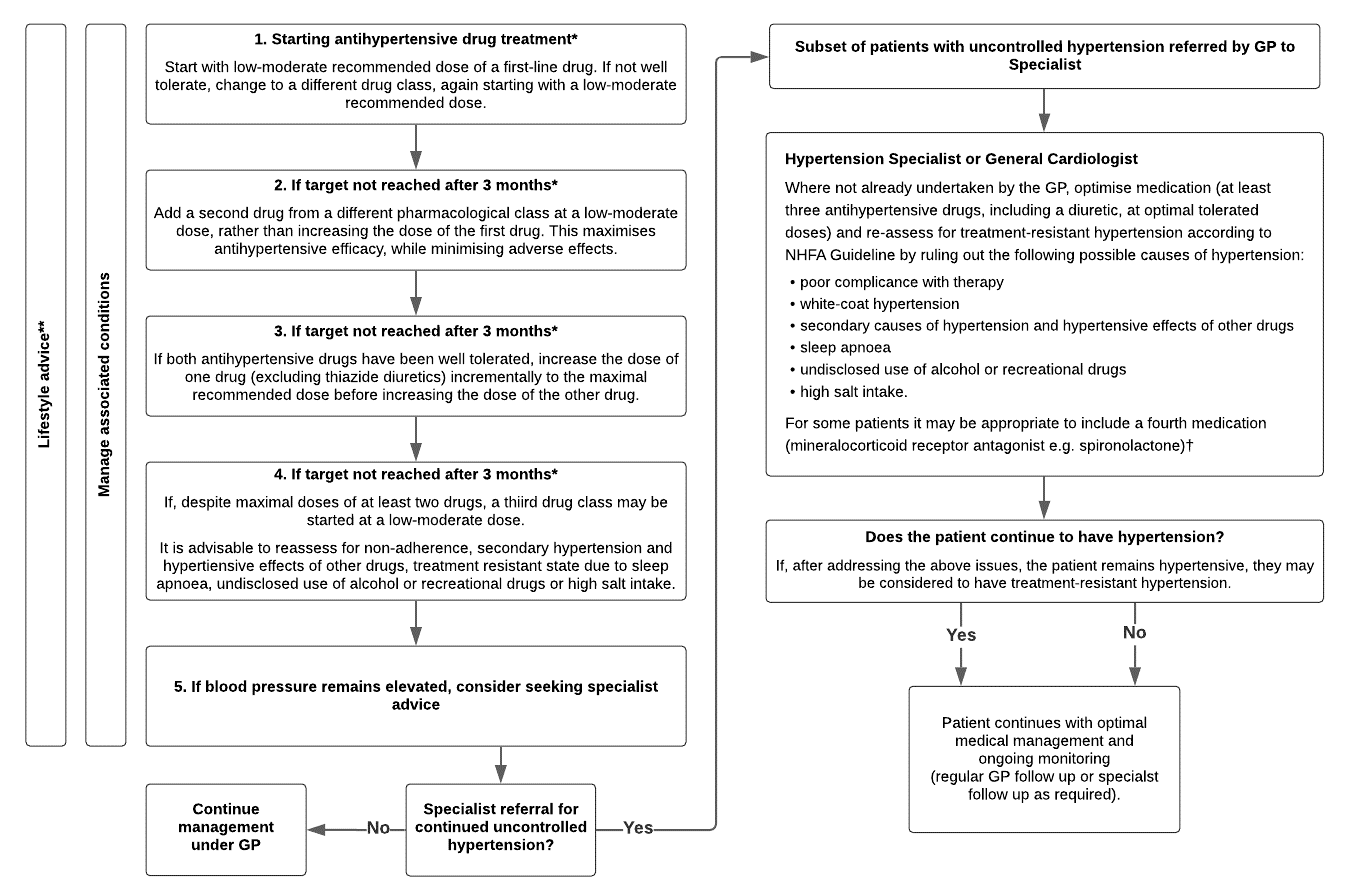 Lifestyle advice**
Manage associated conditions
1. Starting antihypertensive drug treatment*
Start with low-moderate recommended dose of a first-line drug. If not well
tolerate, change to a different drug class, again starting with a low-moderate
recommended dose.
2. If target not reached after 3 months*
Add a second drug from a different pharmacological class at a low-moderate
dose, rather than increasing the dose of the first drug. This maximises
antihypertensive efficacy, while minimising adverse effects.
3. If target not reached after 3 months*
If both antihypertensive drugs have been well tolerated, increase the dose of
one drug (excluding thiazide diuretics) incrementally to the maximal
recommended dose before increasing the dose of the other drug.
4. If target not reached after 3 months*
If, despite maximal doses of at least two drugs, a thiird drug class may be
started at a low-moderate dose.
It is advisable to reassess for non-adherence, secondary hypertension and
hypertiensive effects of other drugs, treatment resistant state due to sleep
apnoea, undisclosed use of alcohol or recreational drugs or high salt intake.
5. If blood pressure remains elevated, consider seeking specialist
advice
Specialist referral for
continued uncontrolled
hypertension?
No
Continue
management
under GP
Yes
Subset of patients with uncontrolled hypertension referred by GP to
Specialist
Hypertension Specialist or General Cardiologist
Where not already undertaken by the GP, optimise medication (at least
three antihypertensive drugs, including a diuretic, at optimal tolerated
doses) and re-assess for treatment-resistant hypertension according to
NHFA Guideline by ruling out the following possible causes of hypertension:
• poor complicance with therapy
• white-coat hypertension
• secondary causes of hypertension and hypertensive effects of other drugs
• sleep apnoea
• undisclosed use of alcohol or recreational drugs
• high salt intake.
For some patients it may be appropriate to include a fourth medication
(mineralocorticoid receptor antagonist e.g. spironolactone)†
Does the patient continue to have hypertension?
If, after addressing the above issues, the patient remains hypertensive, they may
be considered to have treatment-resistant hypertension.
Yes
No
Patient continues with optimal
medical management and
ongoing monitoring
(regular GP follow up or specialst
follow up as required).